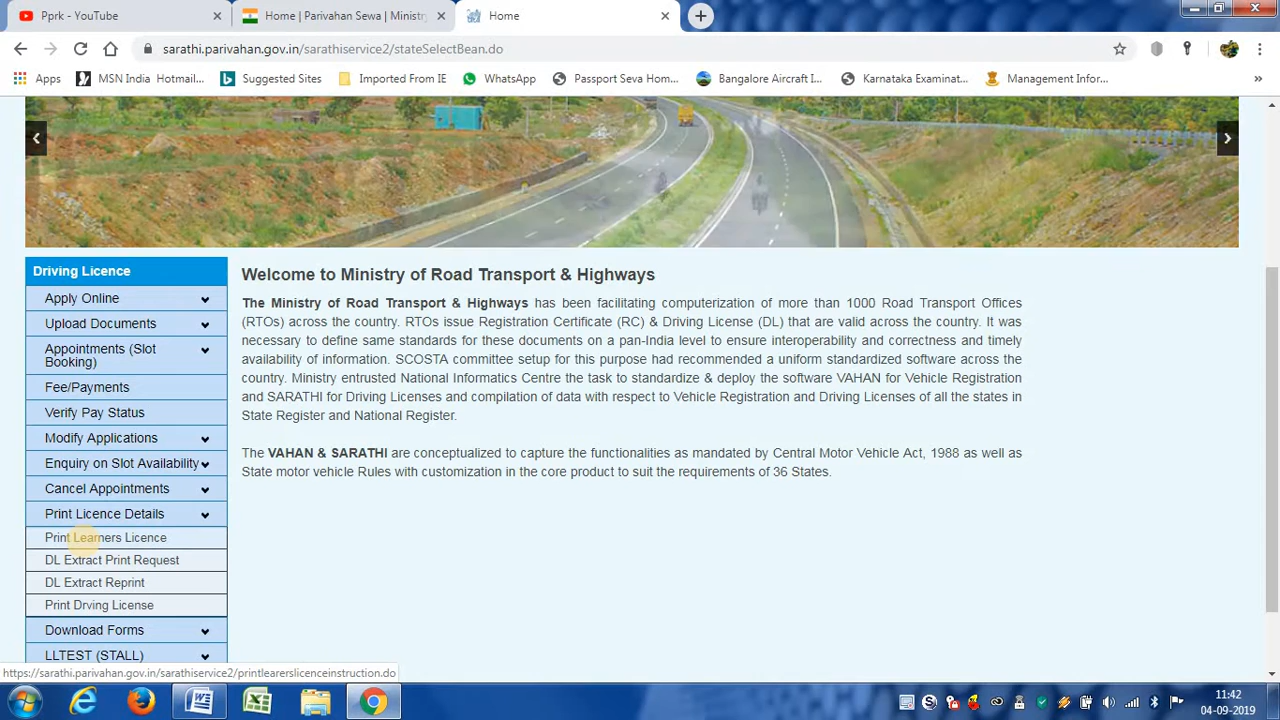 Pprk - YouTube
Home | Parivahan Sewa | Ministry
Home
sarathi.parivahan.gov.in/sarathiservice2/stateSelectBean.do
Apps
MSN India Hotmail...
Suggested Sites
Imported From IE
WhatsApp
Passport Seva Hom...
Bangalore Aircraft I...
Karnataka Examinat...
Management Infor...
»
Driving Licence
Apply Online
Upload Documents
Appointments (Slot
Booking)
Fee/Payments
Verify Pay Status
Modify Applications
Enquiry on Slot Availability
Cancel Appointments
Print Licence Details
Print Learners Licence
DL Extract Print Request
DL Extract Reprint
Print Drving License
Download Forms
LLTEST (STALL)
Welcome to Ministry of Road Transport & Highways
The Ministry of Road Transport & Highways has been facilitating computerization of more than 1000 Road Transport Offices
(RTOs) across the country. RTOs issue Registration Certificate (RC) & Driving License (DL) that are valid across the country. It was
necessary to define same standards for these documents on a pan-India level to ensure interoperability and correctness and timely
availability of information. SCOSTA committee setup for this purpose had recommended a uniform standardized software across the
country. Ministry entrusted National Informatics Centre the task to standardize & deploy the software VAHAN for Vehicle Registration
and SARATHI for Driving Licenses and compilation of data with respect to Vehicle Registration and Driving Licenses of all the states in
State Register and National Register.
The VAHAN & SARATHI are conceptualized to capture the functionalities as mandated by Central Motor Vehicle Act, 1988 as well as
State motor vehicle Rules with customization in the core product to suit the requirements of 36 States.
https://sarathi.parivahan.gov.in/sarathiservice2/printlearerslicenceinstruction.do
11:42
04-09-2019